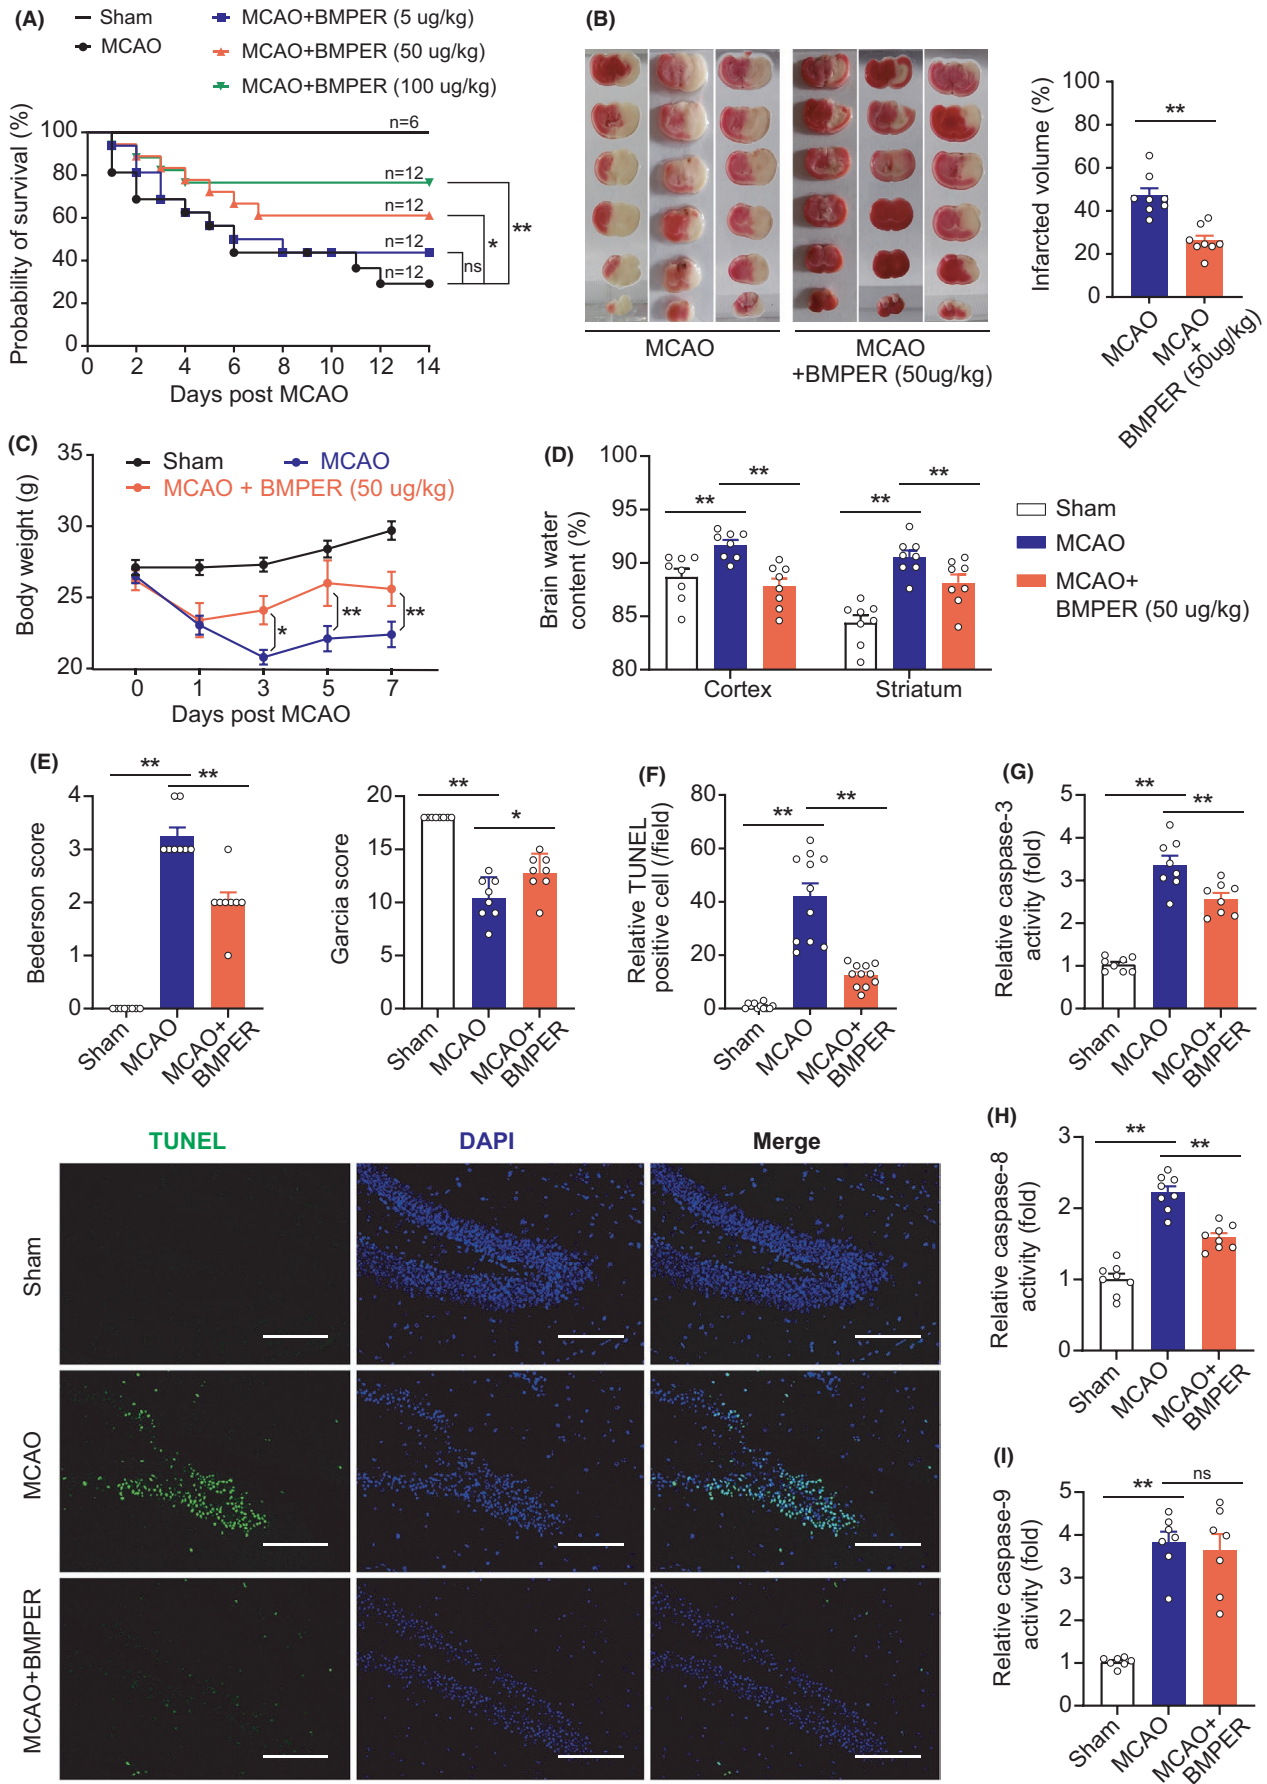 (A)
Sham
MCAO
MCAO+BMPER (5 ug/kg)
MCAO+BMPER (50 ug/kg)
MCAO+BMPER (100 ug/kg)
Probability of survival (%)
100
80
60
40
20
0
n=6
n=12
n=12
n=12
n=12
ns
*
**
0 2 4 6 8 10 12 14
Days post MCAO
(B)
MCAO
MCAO
+BMPER (50ug/kg)
Infarcted volume (%)
100
80
60
40
20
0
**
MCAO
MCAO
+
BMPER (50ug/kg)
(C)
Sham
MCAO
MCAO + BMPER (50 ug/kg)
Body weight (g)
35
30
25
20
*
**
**
0 1 3 5 7
Days post MCAO
(D)
Brain water
content (%)
100
95
90
85
80
**
**
**
**
Cortex
Striatum
Sham
MCAO
MCAO+
BMPER (50 ug/kg)
(E)
Bederson score
4
3
2
1
0
**
**
Sham
MCAO
MCAO+
BMPER
Garcia score
20
15
10
5
0
**
*
Sham
MCAO
MCAO+
BMPER
(F)
Relative TUNEL
positive cell (/field)
80
60
40
20
0
**
**
Sham
MCAO
MCAO+
BMPER
(G)
Relative caspase-3
activity (fold)
5
4
3
2
1
0
**
**
Sham
MCAO
MCAO+
BMPER
TUNEL
DAPI
Merge
Sham
MCAO
MCAO+BMPER
(H)
Relative caspase-8
activity (fold)
3
2
1
0
**
**
Sham
MCAO
MCAO+
BMPER
(I)
Relative caspase-9
activity (fold)
5
4
3
2
1
0
**
ns
Sham
MCAO
MCAO+
BMPER